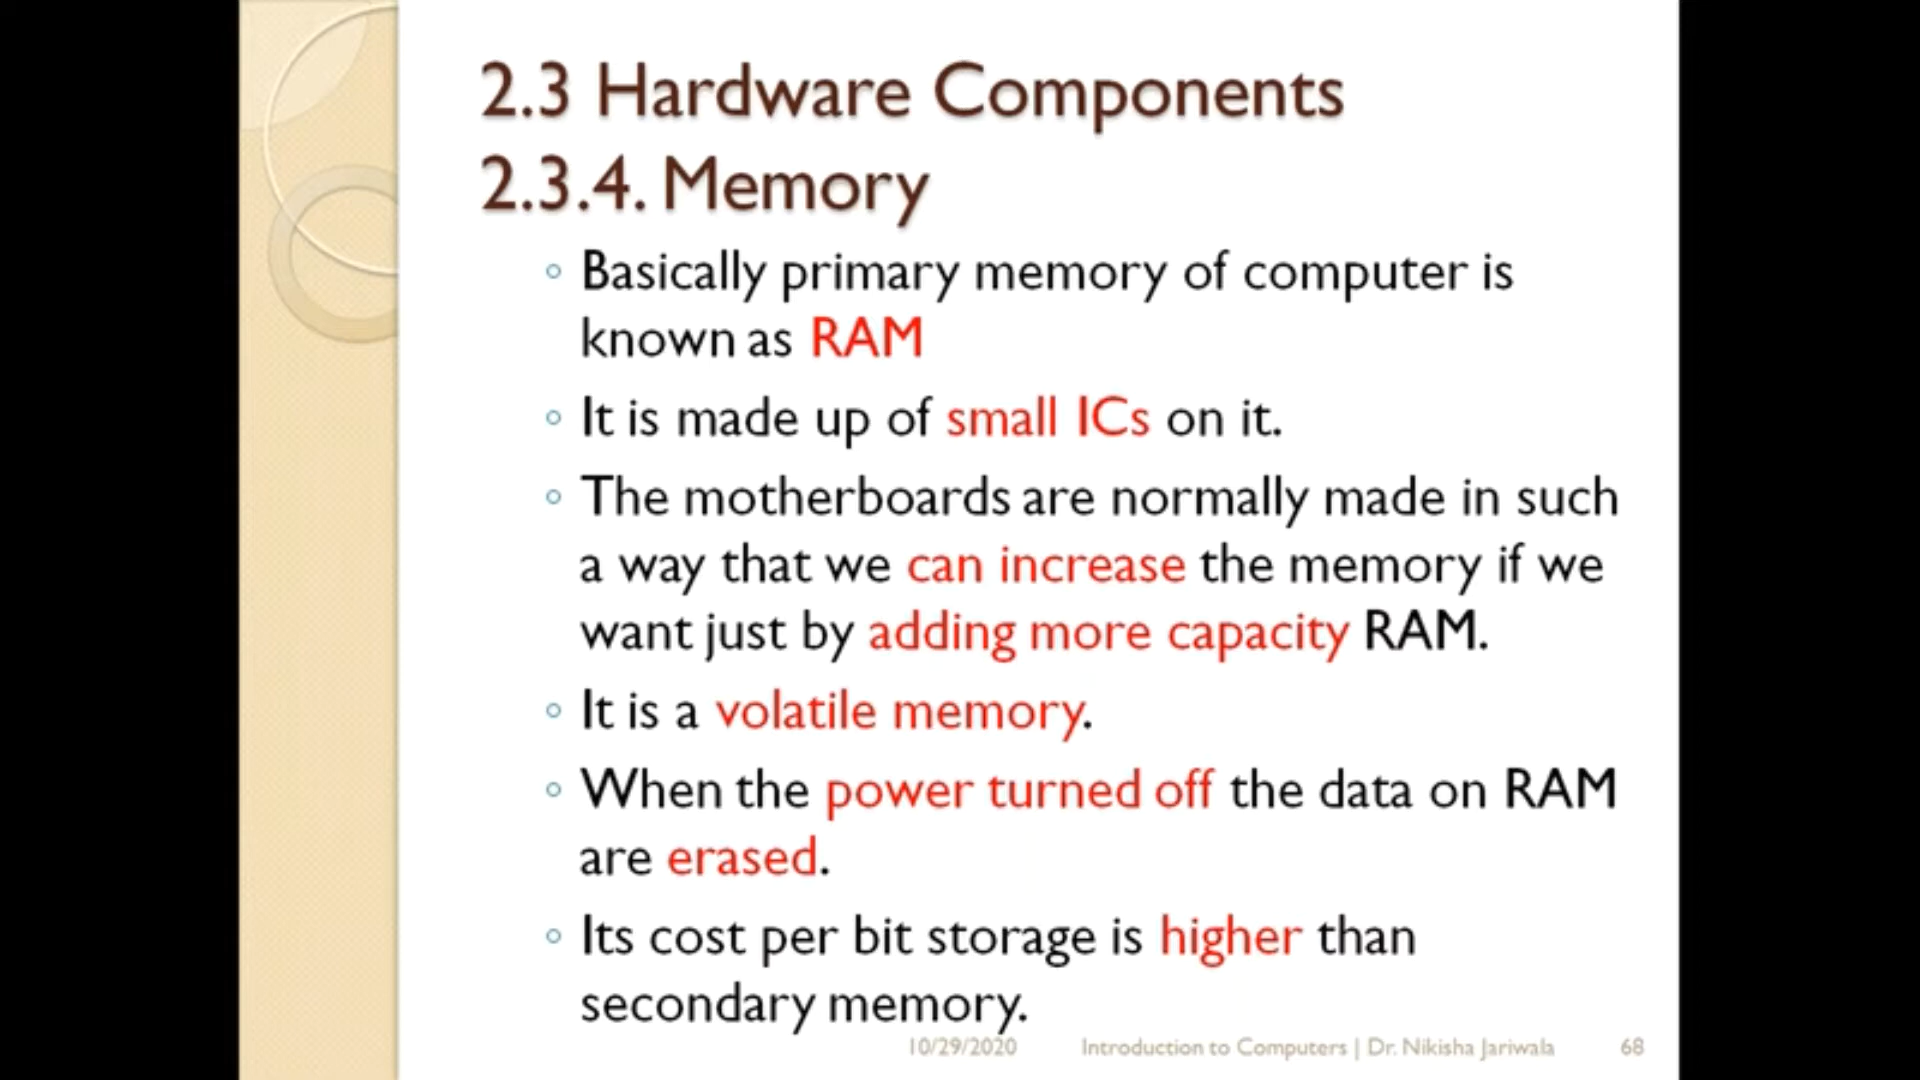 2.3 Hardware Components
2.3.4. Memory
◦ Basically primary memory of computer is
known as RAM
◦ It is made up of small ICs on it.
◦ The motherboards are normally made in such
a way that we can increase the memory if we
want just by adding more capacity RAM.
◦ It is a volatile memory.
◦ When the power turned off the data on RAM
are erased.
◦ Its cost per bit storage is higher than
secondary memory.
10/29/2020 Introduction to Computers | Dr. Nikisha Jariwala 68